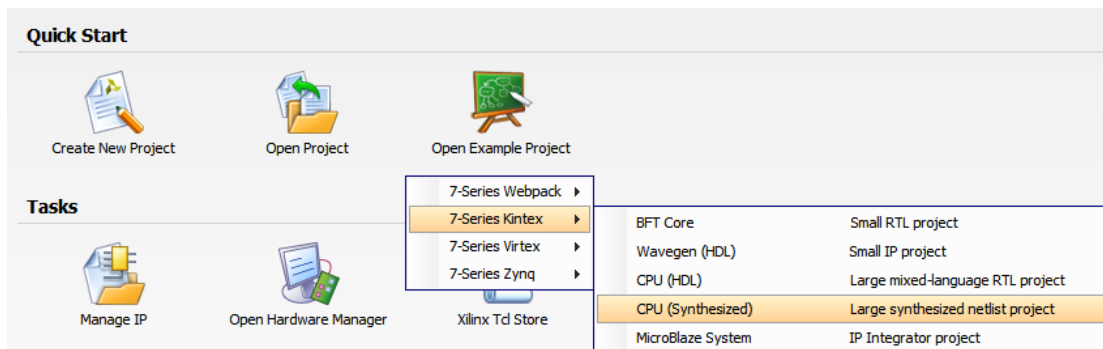 Quick Start
Create New Project
Open Project
Open Example Project
Tasks
7-Series Webpack
7-Series Kintex
7-Series Virtex
7-Series Zynq
BFT Core Small RTL project
Wavegen (HDL) Small IP project
CPU (HDL) Large mixed-language RTL project
CPU (Synthesized) Large synthesized netlist project
MicroBlaze System IP Integrator project
Manage IP
Open Hardware Manager
Xilinx Tcl Store